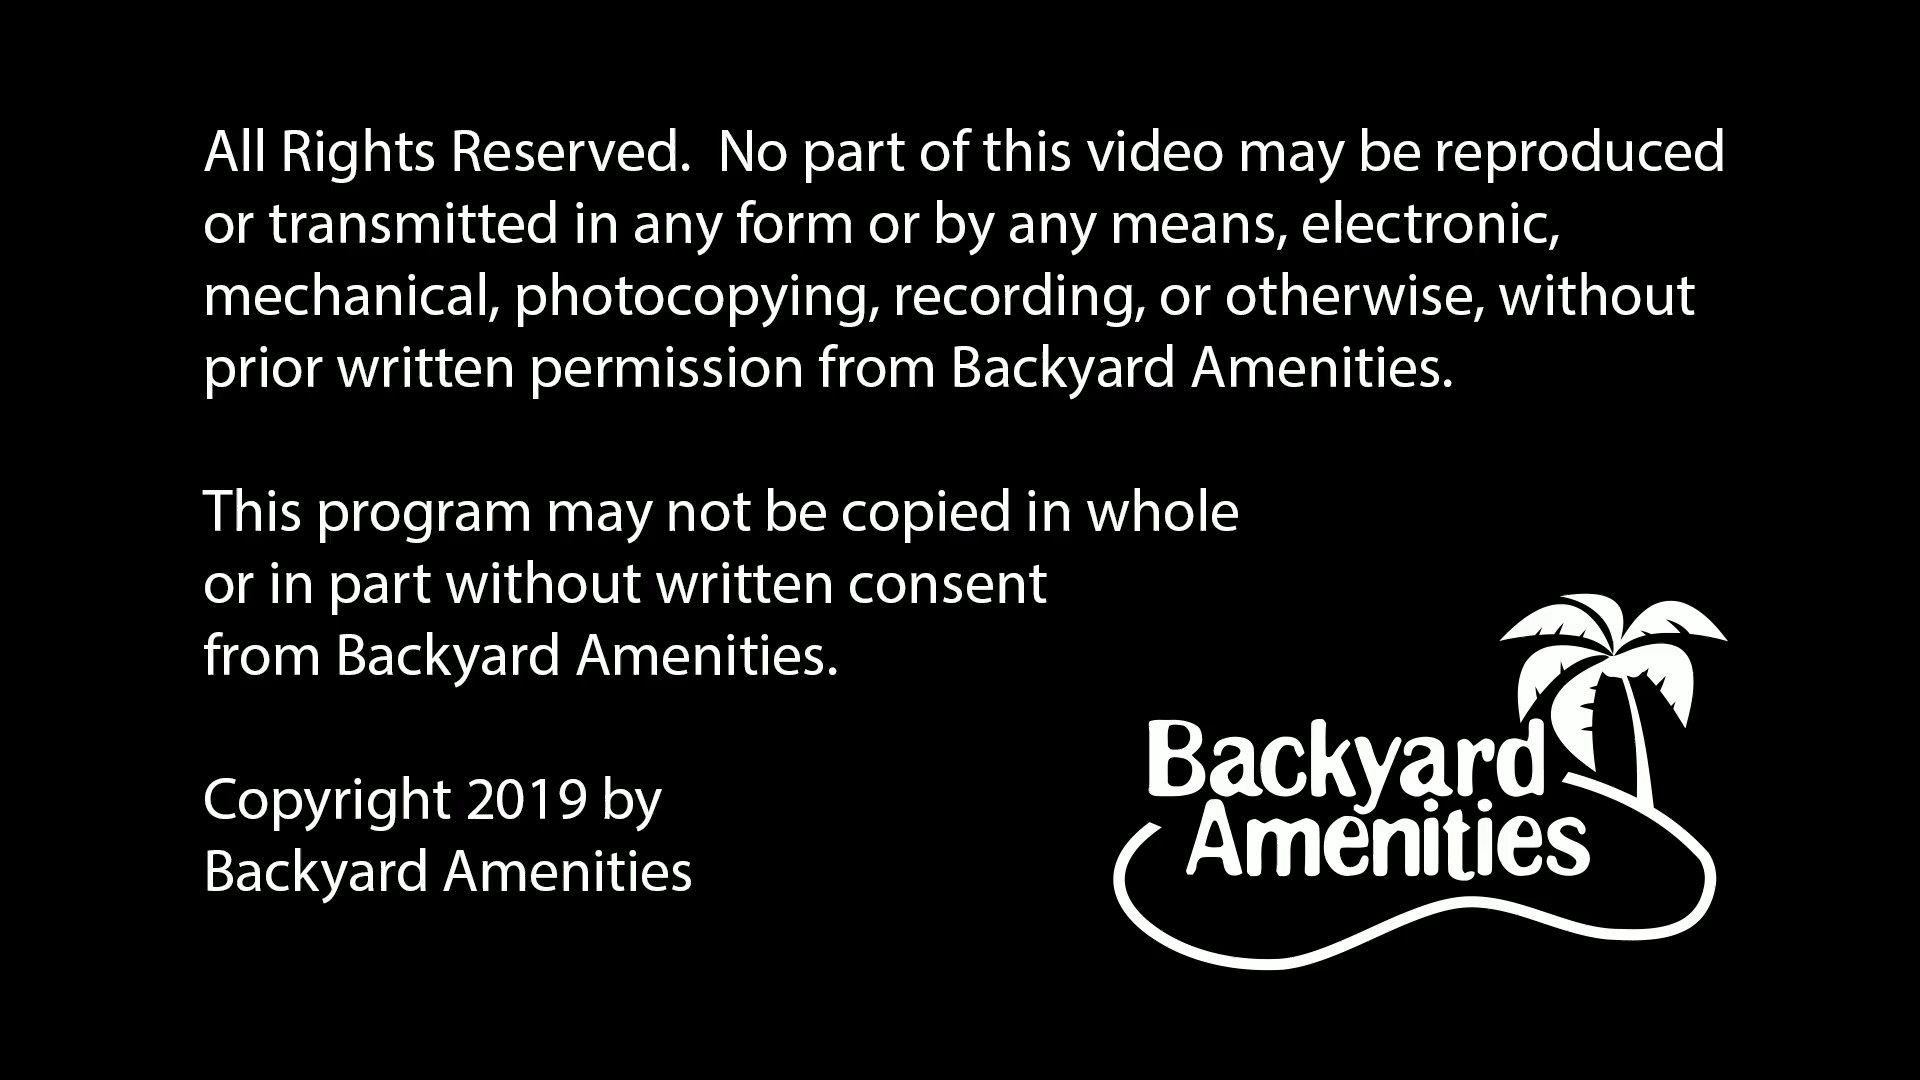 All Rights Reserved.  No part of this video may be reproduced
or transmitted in any form or by any means, electronic,
mechanical, photocopying, recording, or otherwise, without
prior written permission from Backyard Amenities.
This program may not be copied in whole
or in part without written consent
from Backyard Amenities.
Copyright 2019 by
Backyard Amenities
Backyard
Amenities